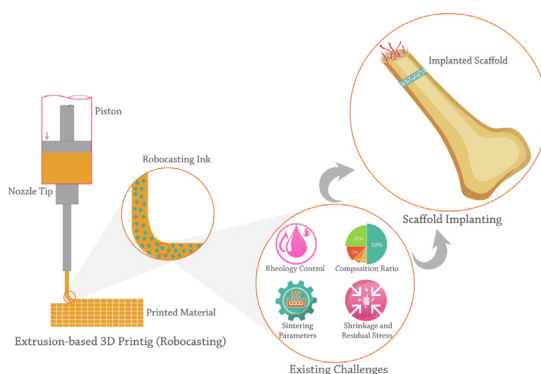 Piston
Nozzle Tip
Robocasting Ink
Printed Material
Extrusion-based 3D Printig (Robocasting)
Rheology Control
50%
Composition Ratio
Sintering
Parameters
Shrinkage and
Residual Stress
Existing Challenges
Implanted Scaffold
Scaffold Implanting